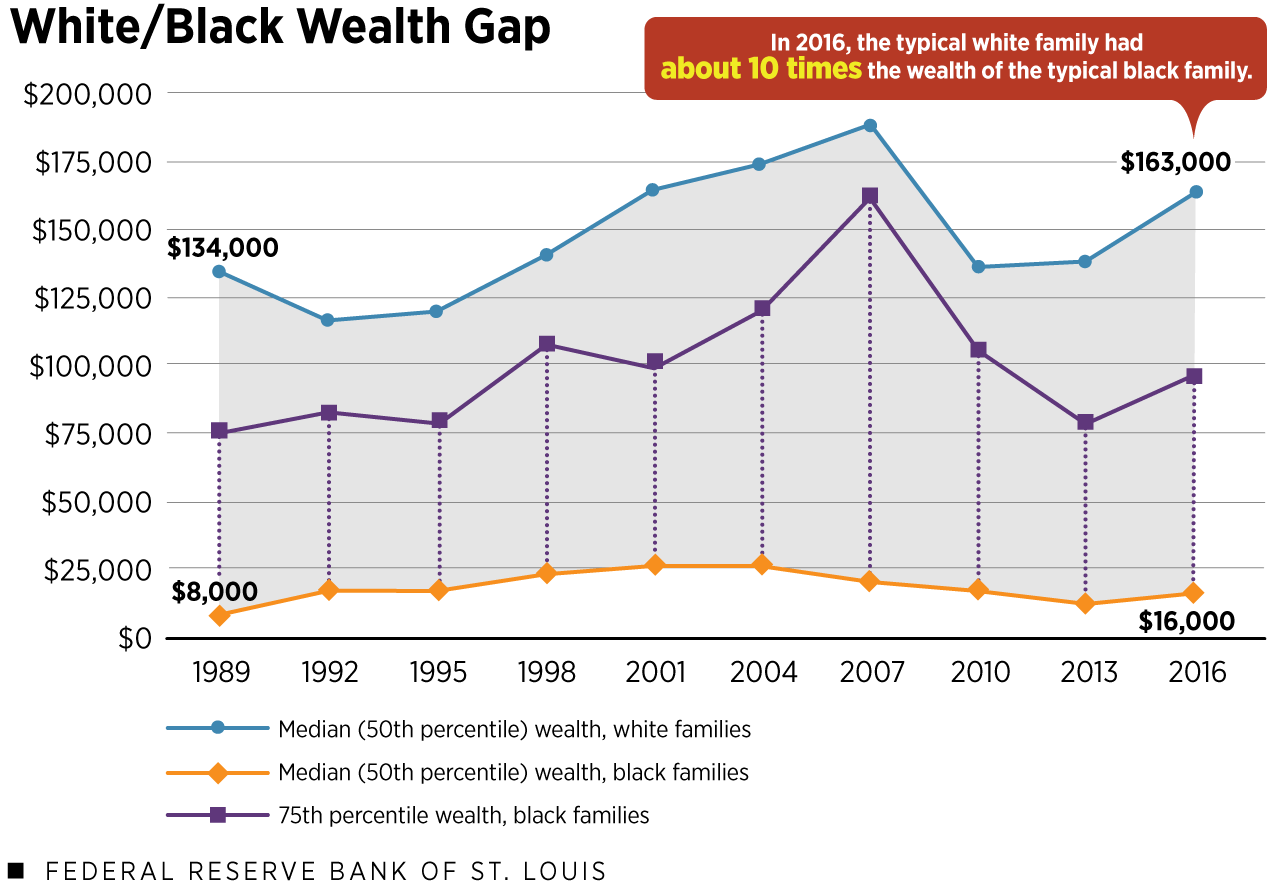 White/Black Wealth Gap
In 2016, the typical white family had
about 10 times the wealth of the typical black family.
$200,000
$175,000
$150,000
$125,000
$100,000
$75,000
$50,000
$25,000
$0
$134,000
$163,000
$8,000
$16,000
1989 1992 1995 1998 2001 2004 2007 2010 2013 2016
Median (50th percentile) wealth, white families
Median (50th percentile) wealth, black families
75th percentile wealth, black families
FEDERAL RESERVE BANK OF ST. LOUIS